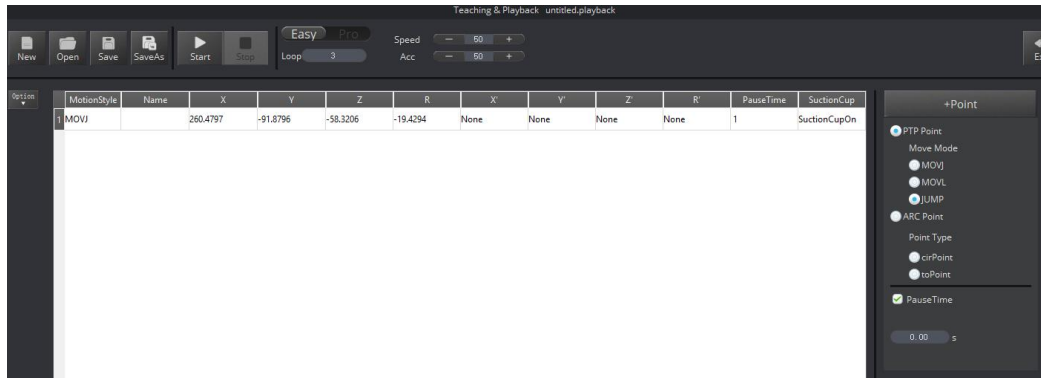 Teaching & Playback untitled.playback
New Open Save SaveAs Start Stop
Easy Pro
Loop 3
Speed − 50 +
Acc − 50 +
Option
MotionStyle Name X Y Z R X' Y' Z' R' PauseTime SuctionCup
1 MOVJ 260.4797 -91.8796 -58.3206 -19.4294 None None None None 1 SuctionCupOn
+Point
PTP Point
Move Mode
MOVJ
MOVL
JUMP
ARC Point
Point Type
cirPoint
toPoint
PauseTime
0.00 s